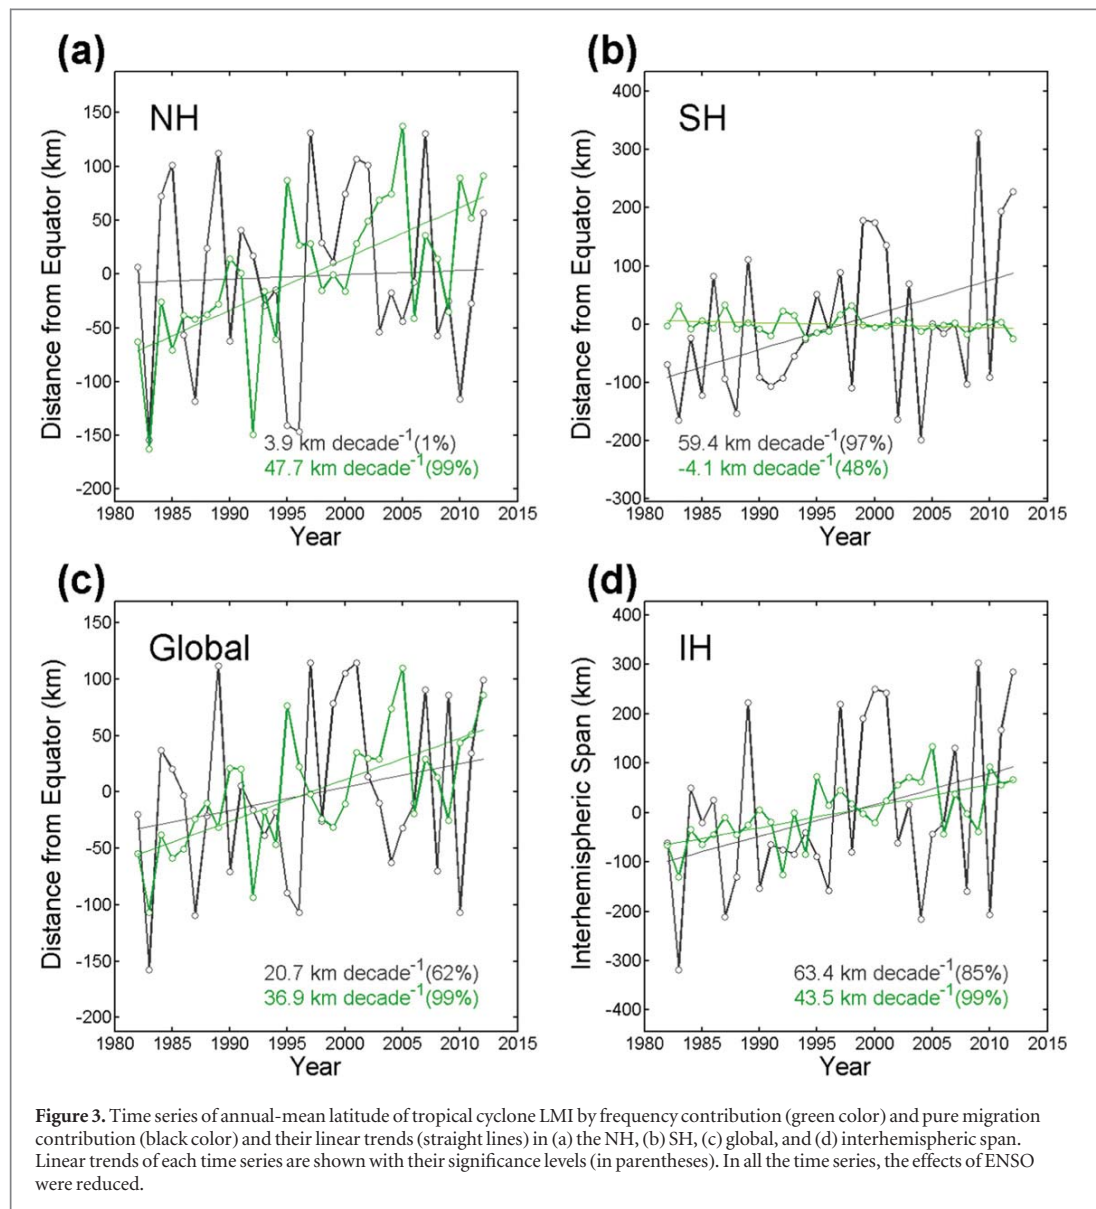 (a)
NH
150
100
50
0
-50
-100
-150
-200
Distance from Equator (km)
3.9 km decade⁻¹(1%)
47.7 km decade⁻¹(99%)
1980 1985 1990 1995 2000 2005 2010 2015
Year
(b)
SH
400
300
200
100
0
-100
-200
-300
Distance from Equator (km)
59.4 km decade⁻¹(97%)
-4.1 km decade⁻¹(48%)
1980 1985 1990 1995 2000 2005 2010 2015
Year
(c)
Global
150
100
50
0
-50
-100
-150
-200
Distance from Equator (km)
20.7 km decade⁻¹(62%)
36.9 km decade⁻¹(99%)
1980 1985 1990 1995 2000 2005 2010 2015
Year
(d)
IH
400
300
200
100
0
-100
-200
-300
-400
Interhemispheric Span (km)
63.4 km decade⁻¹(85%)
43.5 km decade⁻¹(99%)
1980 1985 1990 1995 2000 2005 2010 2015
Year
Figure 3. Time series of annual-mean latitude of tropical cyclone LMI by frequency contribution (green color) and pure migration
contribution (black color) and their linear trends (straight lines) in (a) the NH, (b) SH, (c) global, and (d) interhemispheric span.
Linear trends of each time series are shown with their significance levels (in parentheses). In all the time series, the effects of ENSO
were reduced.